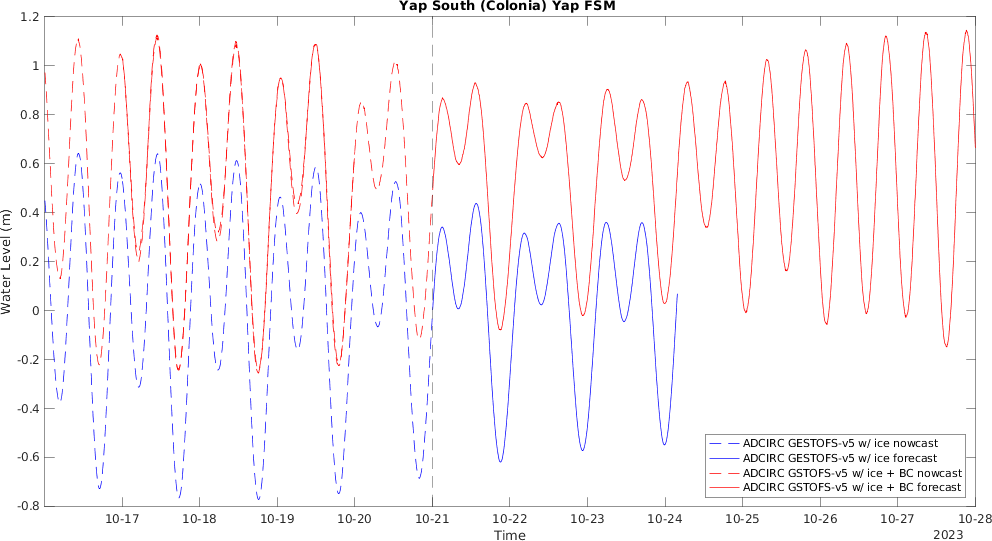 Yap South (Colonia) Yap FSM
1.2
1
0.8
0.6
0.4
0.2
0
-0.2
-0.4
-0.6
-0.8
Water Level (m)
10-17 10-18 10-19 10-20 10-21 10-22 10-23 10-24 10-25 10-26 10-27 10-28
Time
2023
ADCIRC GESTOFS-v5 w/ ice nowcast
ADCIRC GESTOFS-v5 w/ ice forecast
ADCIRC GSTOFS-v5 w/ ice + BC nowcast
ADCIRC GSTOFS-v5 w/ ice + BC forecast